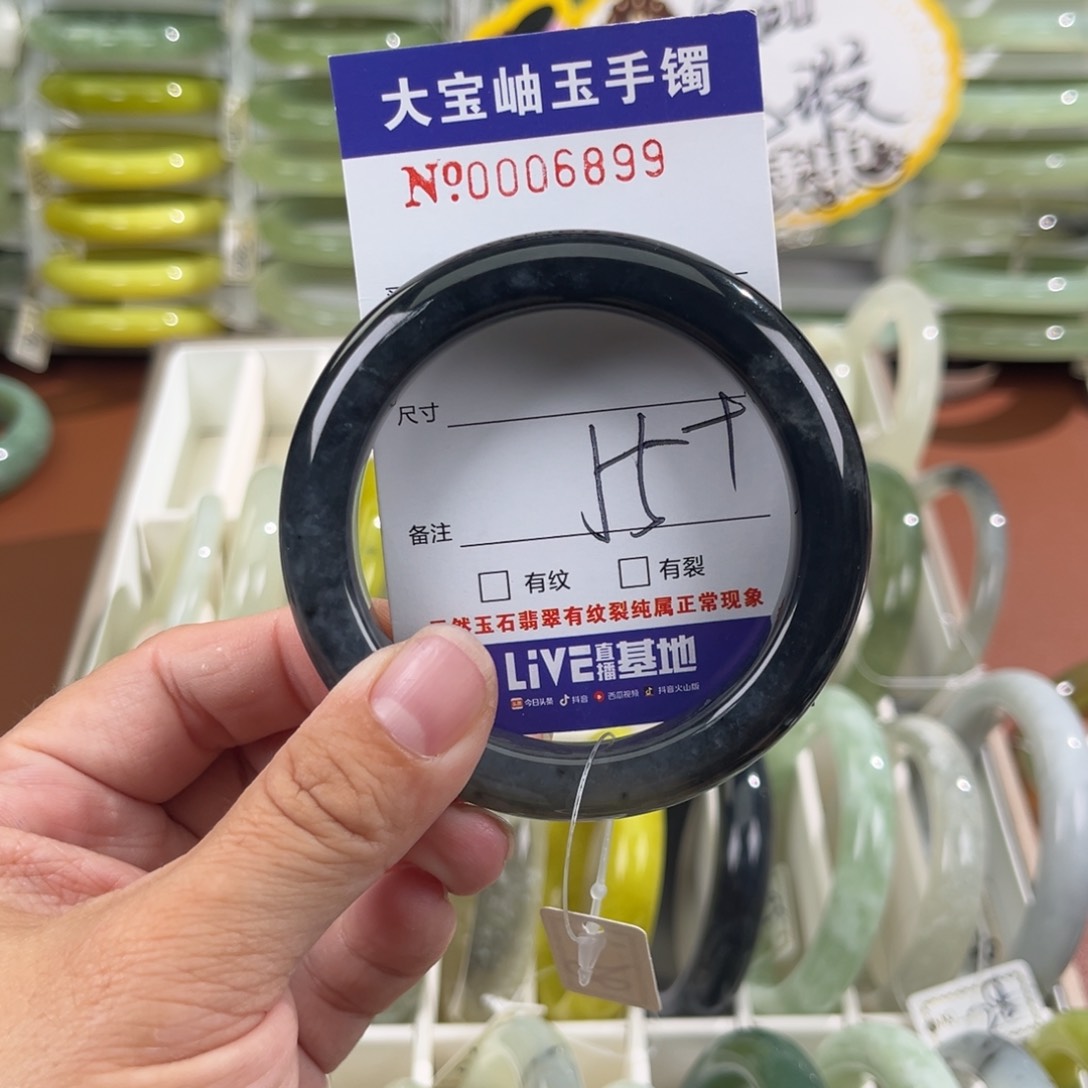 大宝岫玉手镯
Nº.0006899
尺寸
备注
有纹 有裂
然玉石翡翠有纹裂纯属正常现象
LiVE直播基地
今日头条 抖音 西瓜视频 抖音火山版